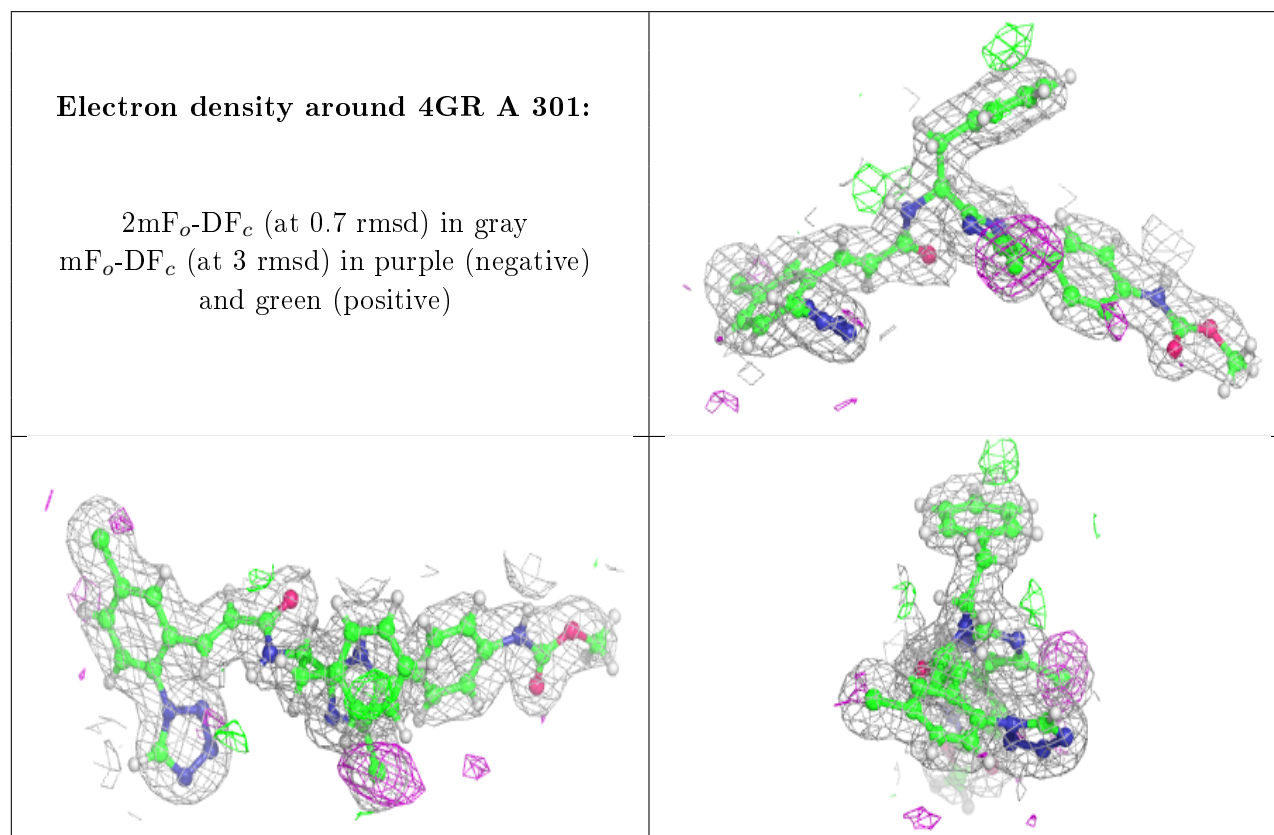 Electron density around 4GR A 301:
2mFo-DFc (at 0.7 rmsd) in gray
mFo-DFc (at 3 rmsd) in purple (negative)
and green (positive)